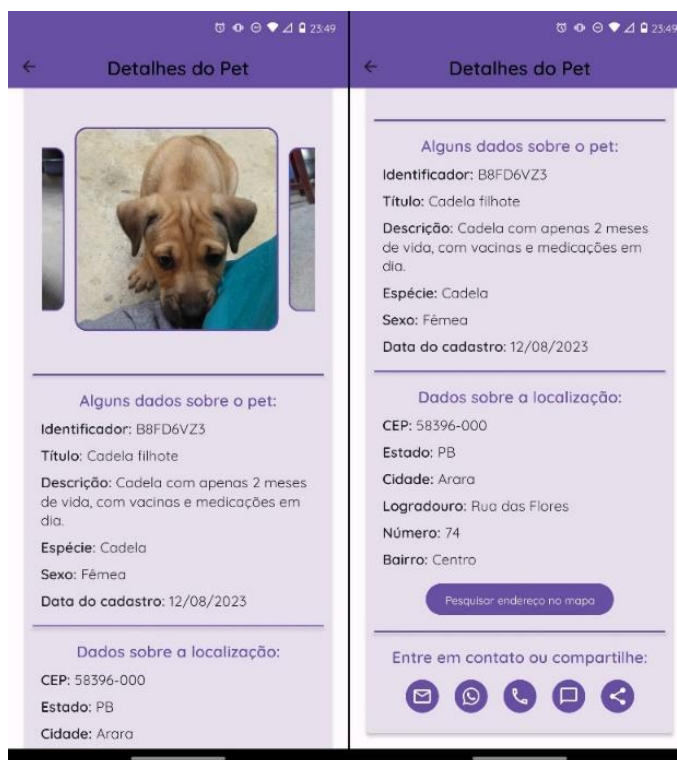 23:49
Detalhes do Pet
Alguns dados sobre o pet:
Identificador: B8FD6VZ3
Título: Cadela filhote
Descrição: Cadela com apenas 2 meses
de vida, com vacinas e medicações em
dia.
Espécie: Cadela
Sexo: Fêmea
Data do cadastro: 12/08/2023
Dados sobre a localização:
CEP: 58396-000
Estado: PB
Cidade: Arara
23:49
Detalhes do Pet
Alguns dados sobre o pet:
Identificador: B8FD6VZ3
Título: Cadela filhote
Descrição: Cadela com apenas 2 meses
de vida, com vacinas e medicações em
dia.
Espécie: Cadela
Sexo: Fêmea
Data do cadastro: 12/08/2023
Dados sobre a localização:
CEP: 58396-000
Estado: PB
Cidade: Arara
Logradouro: Rua das Flores
Número: 74
Bairro: Centro
Pesquisar endereço no mapa
Entre em contato ou compartilhe: